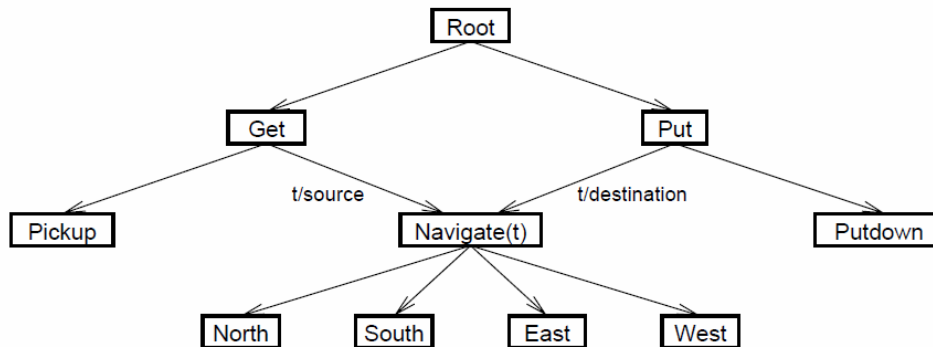 Root
Get
Put
t/source
t/destination
Pickup
Navigate(t)
Putdown
North
South
East
West